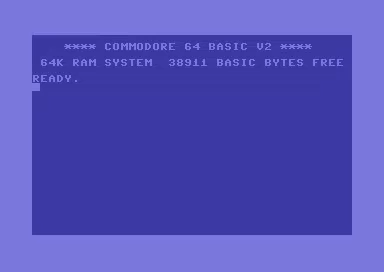 **** COMMODORE 64 BASIC V2 ****
64K RAM SYSTEM  38911 BASIC BYTES FREE
READY.